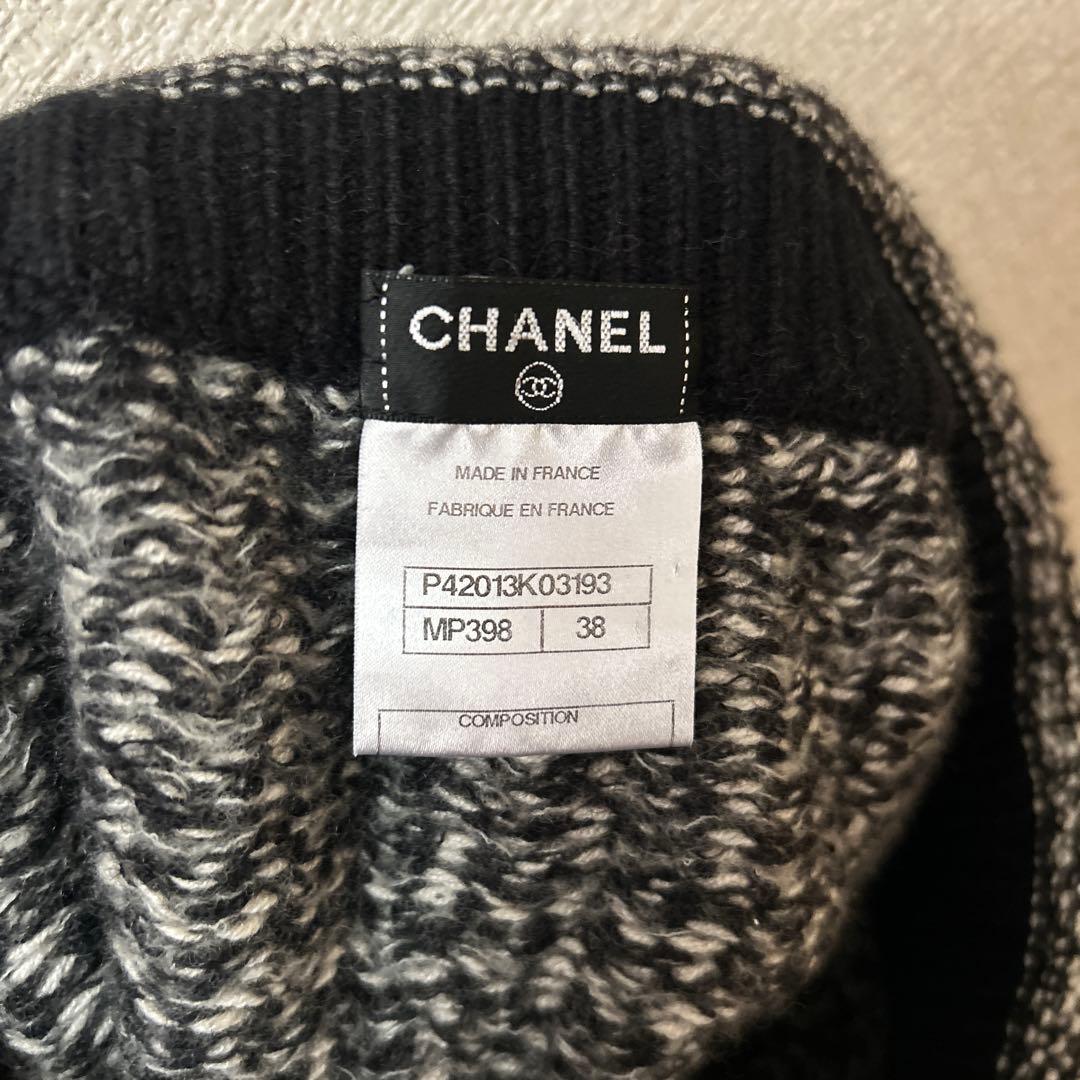 CHANEL
MADE IN FRANCE
FABRIQUE EN FRANCE
P42013K03193
MP398 38
COMPOSITION